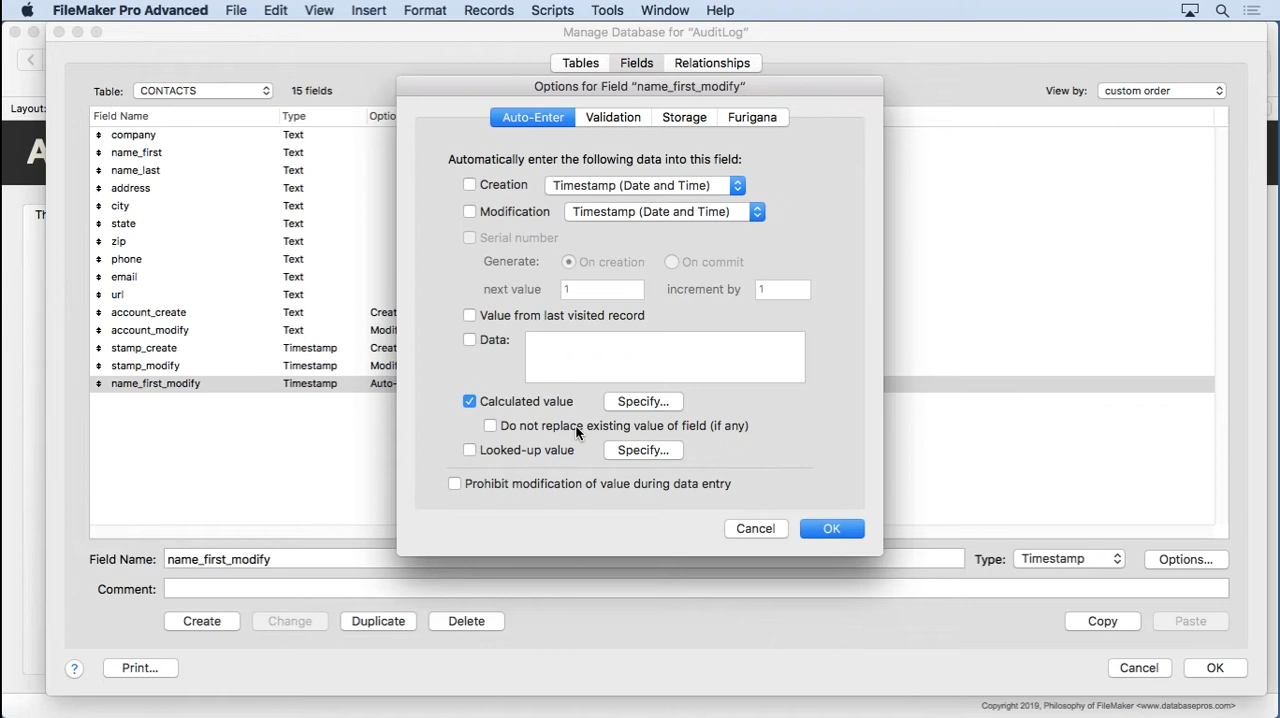 FileMaker Pro Advanced File Edit View Insert Format Records Scripts Tools Window Help
Manage Database for “AuditLog”
Tables Fields Relationships
Table: CONTACTS 15 fields View by: custom order
Layout:
Field Name Type Optio
company Text
name_first Text
name_last Text
address Text
city Text
state Text
zip Text
phone Text
email Text
url Text
account_create Text Creat
account_modify Text Modif
stamp_create Timestamp Creat
stamp_modify Timestamp Modif
name_first_modify Timestamp Auto-
A
Th
Options for Field “name_first_modify”
Auto-Enter Validation Storage Furigana
Automatically enter the following data into this field:
Creation Timestamp (Date and Time)
Modification Timestamp (Date and Time)
Serial number
Generate: On creation On commit
next value 1 increment by 1
Value from last visited record
Data:
Calculated value Specify...
Do not replace existing value of field (if any)
Looked-up value Specify...
Prohibit modification of value during data entry
Cancel OK
Field Name: name_first_modify Type: Timestamp Options...
Comment:
Create Change Duplicate Delete Copy Paste
? Print... Cancel OK
Copyright 2019, Philosophy of FileMaker <www.databasepros.com>